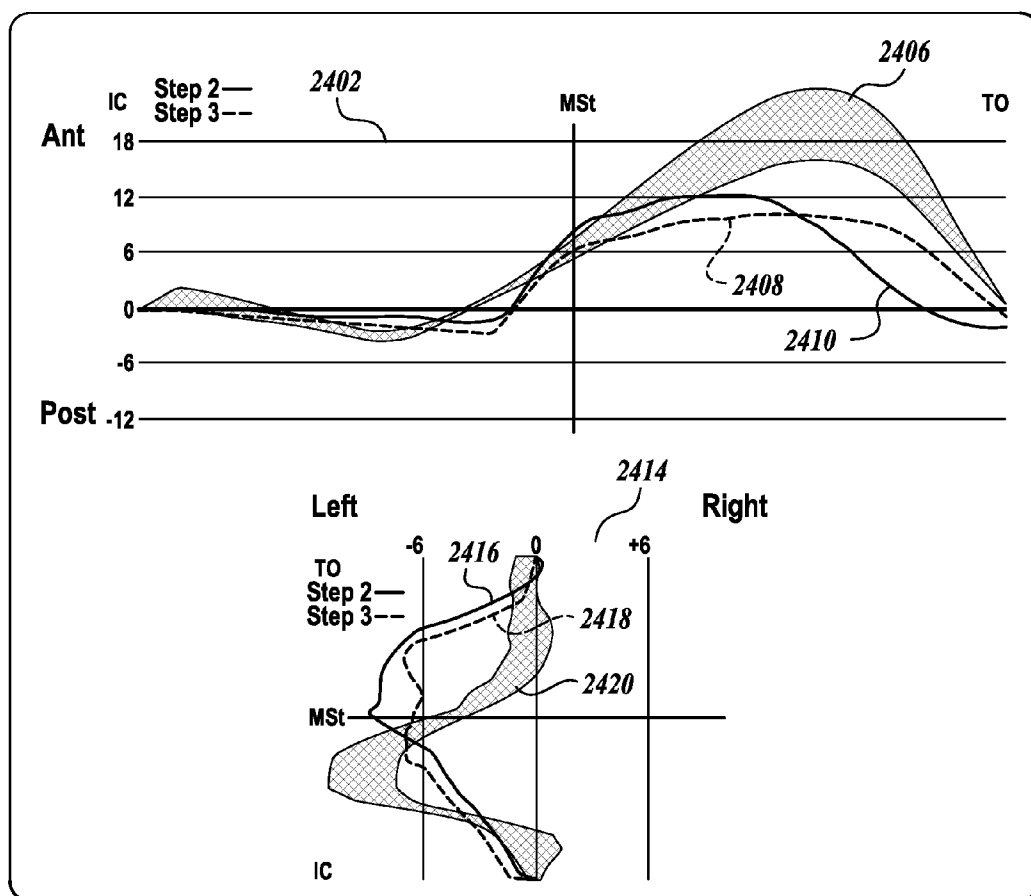 2406
Step 2
2402
IC
Step 3
MSt
TO
Ant
18
12
6
2408
0
2410
-6
Post -12
2414
Left
Right
-6
0
+6
2416
TO
Step 2
Step 3
2418
2420
MSt
IC